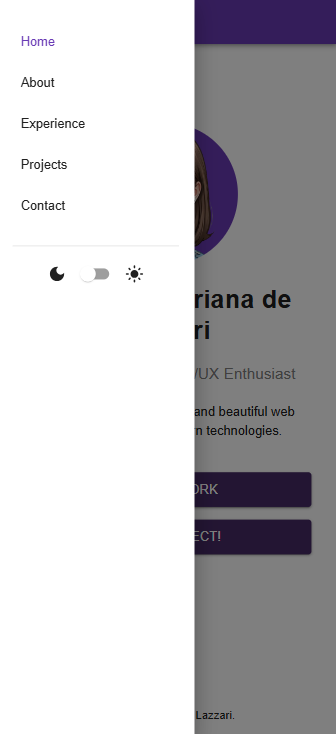 Home
About
Experience
Projects
Contact
riana de
ri
/UX Enthusiast
and beautiful web
n technologies.
ORK
ECT!
Lazzari.